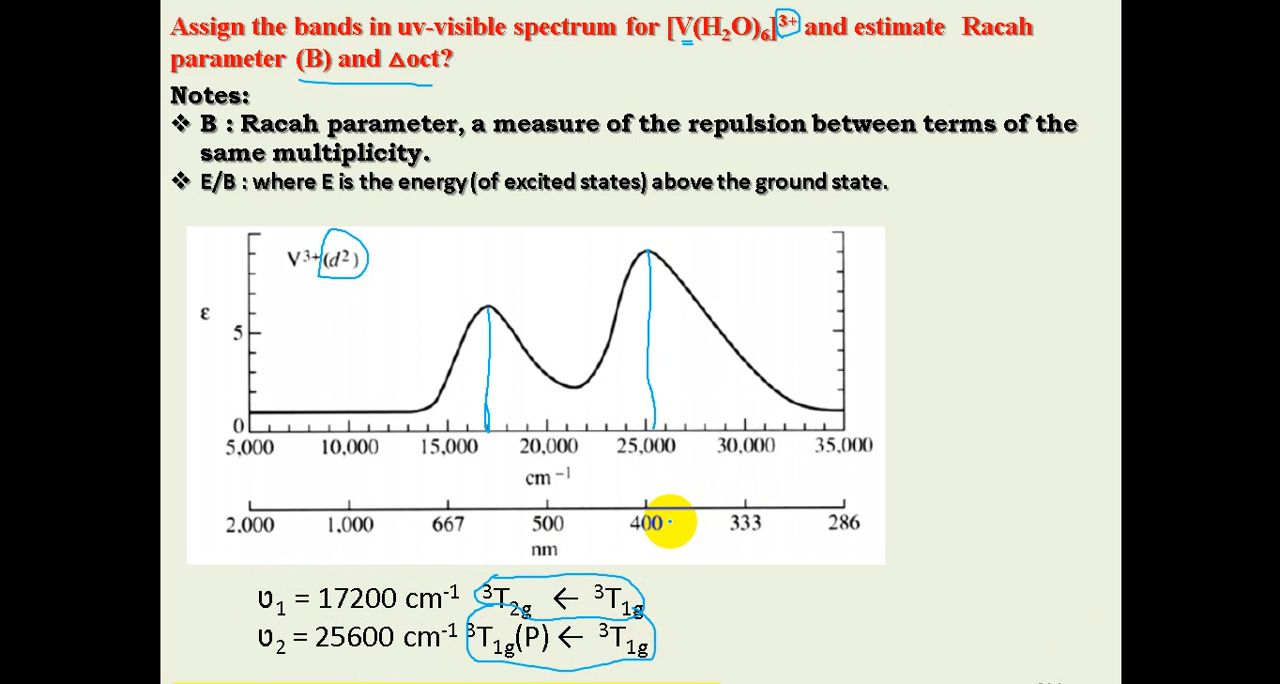 Assign the bands in uv-visible spectrum for [V(H₂O)₆]³⁺ and estimate Racah
parameter (B) and Δoct?
Notes:
❖ B : Racah parameter, a measure of the repulsion between terms of the
same multiplicity.
❖ E/B : where E is the energy (of excited states) above the ground state.
V³⁺(d²)
ε
5
0
5,000 10,000 15,000 20,000 25,000 30,000 35,000
cm⁻¹
2,000 1,000 667 500 400 333 286
nm
υ₁ = 17200 cm⁻¹ ³T₂g ← ³T₁g
υ₂ = 25600 cm⁻¹ ³T₁g(P) ← ³T₁g